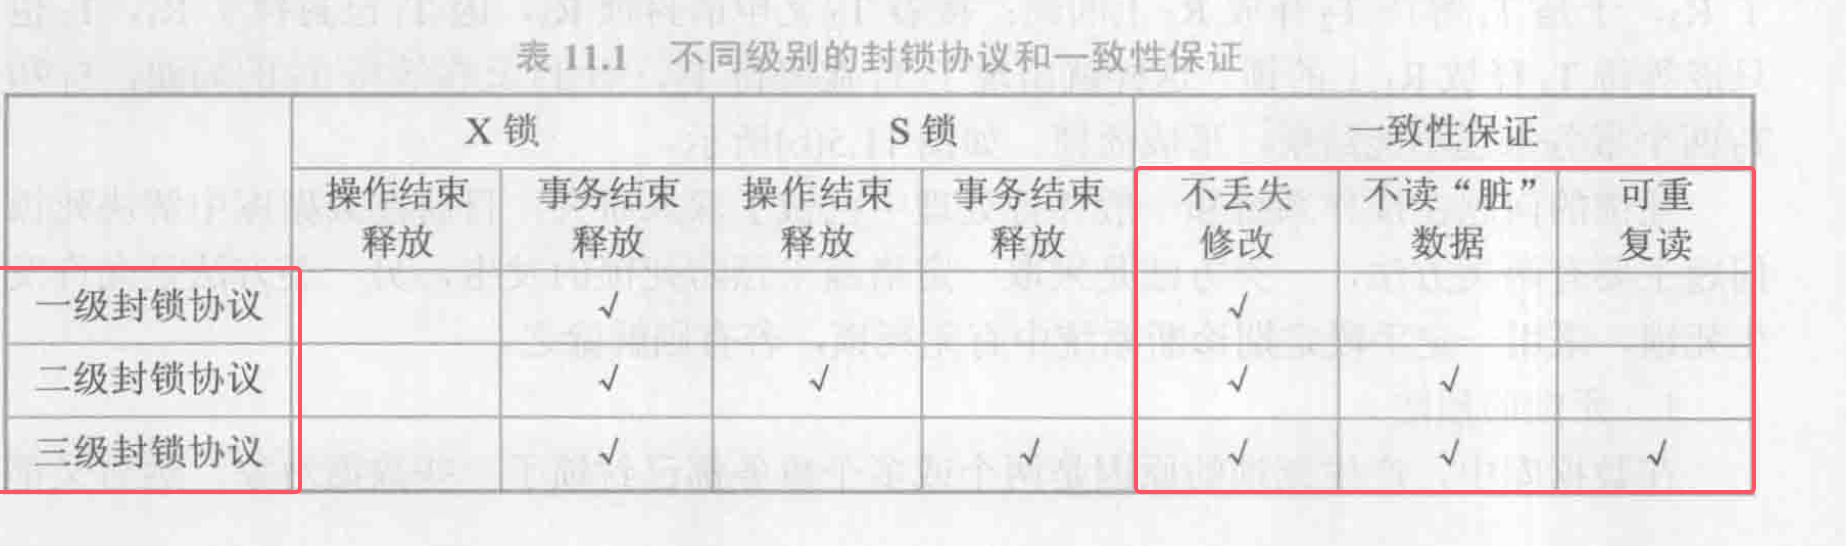 表 11.1 不同级别的封锁协议和一致性保证
X 锁 S 锁 一致性保证
操作结束释放 事务结束释放 操作结束释放 事务结束释放 不丢失修改 不读“脏”数据 可重复读
一级封锁协议 √ √
二级封锁协议 √ √ √ √
三级封锁协议 √ √ √ √ √